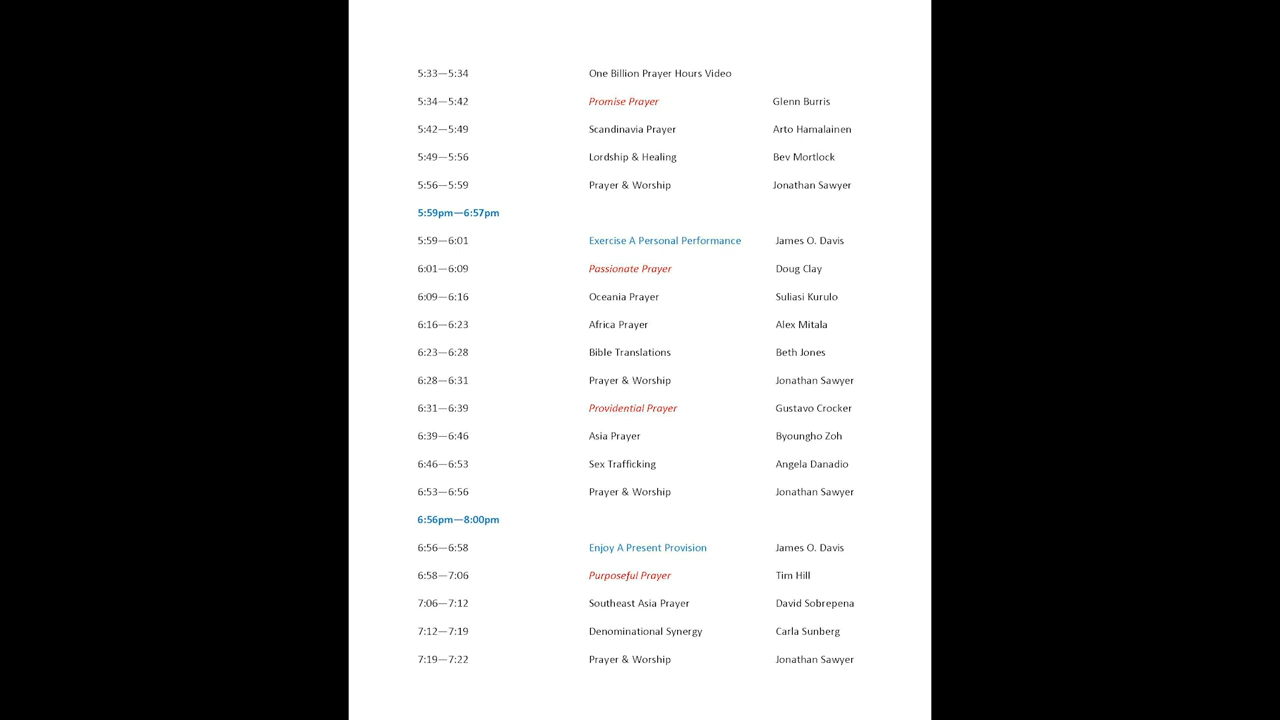 5:33—5:34 One Billion Prayer Hours Video
5:34—5:42 Promise Prayer Glenn Burris
5:42—5:49 Scandinavia Prayer Arto Hamalainen
5:49—5:56 Lordship & Healing Bev Mortlock
5:56—5:59 Prayer & Worship Jonathan Sawyer
5:59pm—6:57pm
5:59—6:01 Exercise A Personal Performance James O. Davis
6:01—6:09 Passionate Prayer Doug Clay
6:09—6:16 Oceania Prayer Suliasi Kurulo
6:16—6:23 Africa Prayer Alex Mitala
6:23—6:28 Bible Translations Beth Jones
6:28—6:31 Prayer & Worship Jonathan Sawyer
6:31—6:39 Providential Prayer Gustavo Crocker
6:39—6:46 Asia Prayer Byoungho Zoh
6:46—6:53 Sex Trafficking Angela Danadio
6:53—6:56 Prayer & Worship Jonathan Sawyer
6:56pm—8:00pm
6:56—6:58 Enjoy A Present Provision James O. Davis
6:58—7:06 Purposeful Prayer Tim Hill
7:06—7:12 Southeast Asia Prayer David Sobrepena
7:12—7:19 Denominational Synergy Carla Sunberg
7:19—7:22 Prayer & Worship Jonathan Sawyer